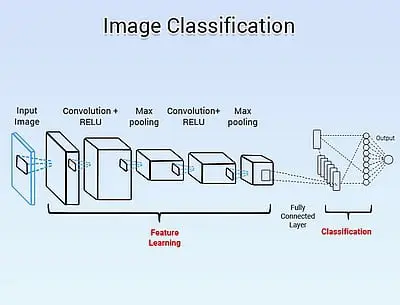 Image Classification
Input
Image
Convolution +
RELU
Max
pooling
Convolution+
RELU
Max
pooling
Output
Fully
Connected
Layer
Feature
Learning
Classification